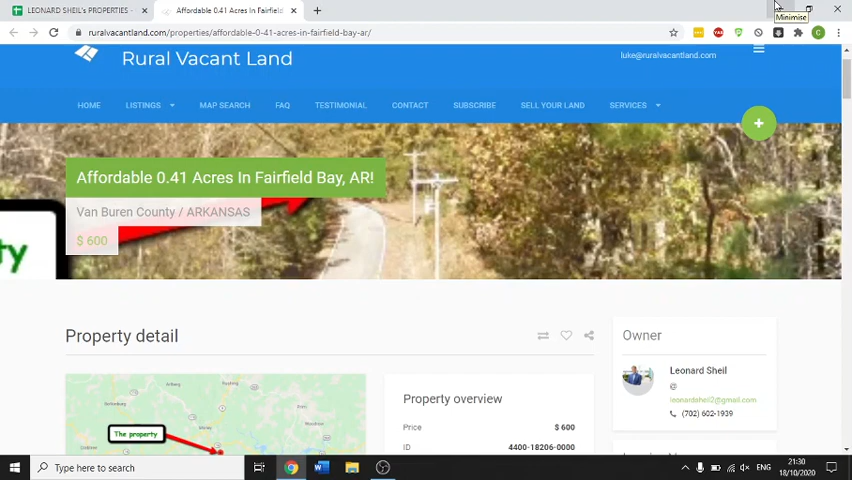 LEONARD SHEIL's PROPERTIES -
Affordable 0.41 Acres In Fairfield
Minimise
ruralvacantland.com/properties/affordable-0-41-acres-in-fairfield-bay-ar/
Rural Vacant Land
luke@ruralvacantland.com
HOME LISTINGS MAP SEARCH FAQ TESTIMONIAL CONTACT SUBSCRIBE SELL YOUR LAND SERVICES
Affordable 0.41 Acres In Fairfield Bay, AR!
Van Buren County / ARKANSAS
$ 600
Property detail
Owner
Leonard Sheil
@
leonardsheil2@gmail.com
(702) 602-1939
Property overview
Price $ 600
ID 4400-18206-0000
The property
Type here to search
ENG
21:30
18/10/2020